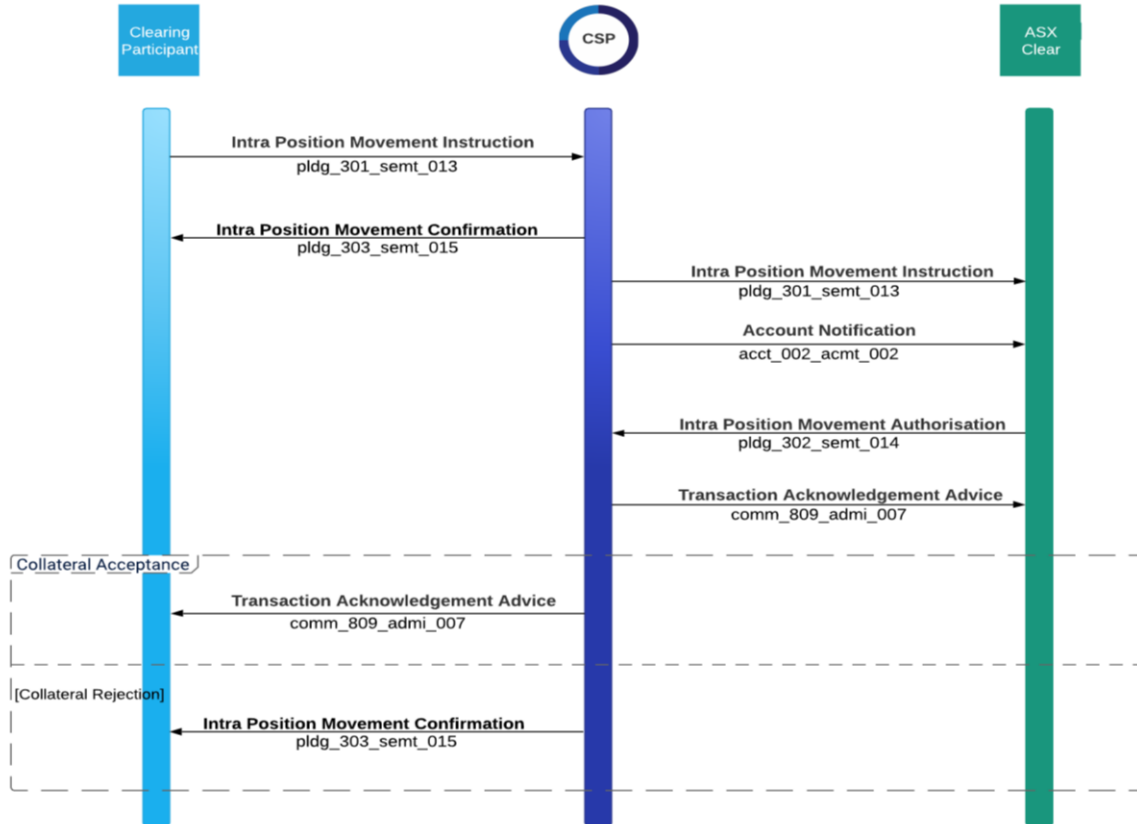 Clearing
Participant
CSP
ASX
Clear
Intra Position Movement Instruction
pldg_301_semt_013
Intra Position Movement Confirmation
pldg_303_semt_015
Intra Position Movement Instruction
pldg_301_semt_013
Account Notification
acct_002_acmt_002
Intra Position Movement Authorisation
pldg_302_semt_014
Transaction Acknowledgement Advice
comm_809_admi_007
Collateral Acceptance
Transaction Acknowledgement Advice
comm_809_admi_007
[Collateral Rejection]
Intra Position Movement Confirmation
pldg_303_semt_015